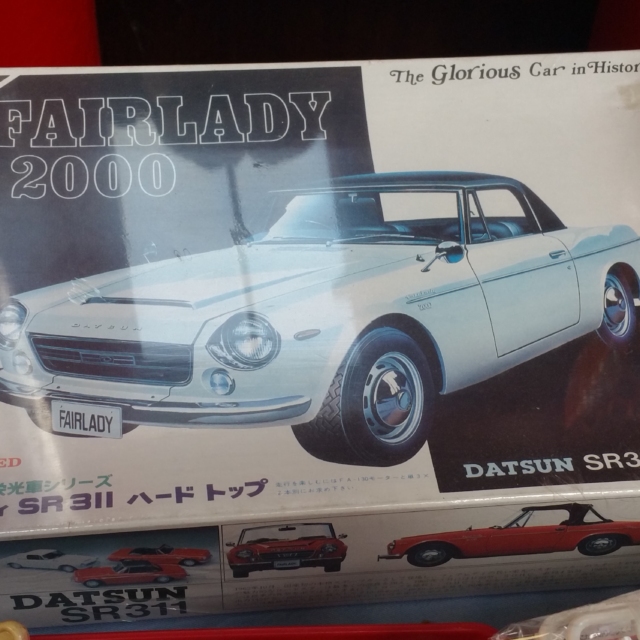 The Glorious Car in Histor
FAIRLADY
2000
DATSUN
FAIRLADY
ED
栄光車シリーズ
DATSUN SR3
SR311 ハードトップ
DATSUN
SR311